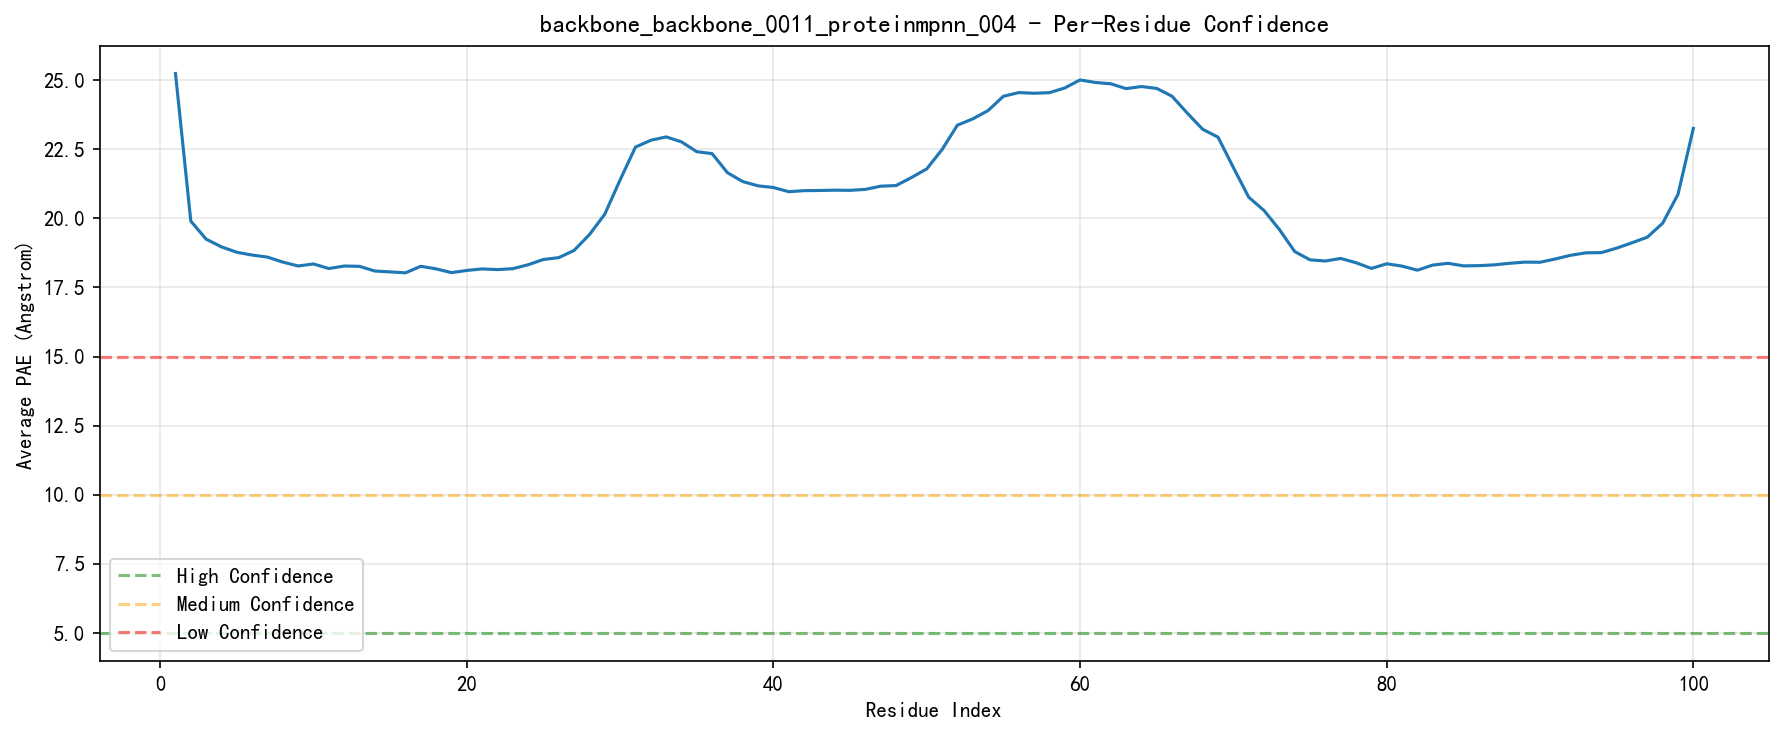 backbone_backbone_0011_proteinmpnn_004 - Per-Residue Confidence
Average PAE (Angstrom)
25.0
22.5
20.0
17.5
15.0
12.5
10.0
7.5
5.0
High Confidence
Medium Confidence
Low Confidence
0 20 40 60 80 100
Residue Index